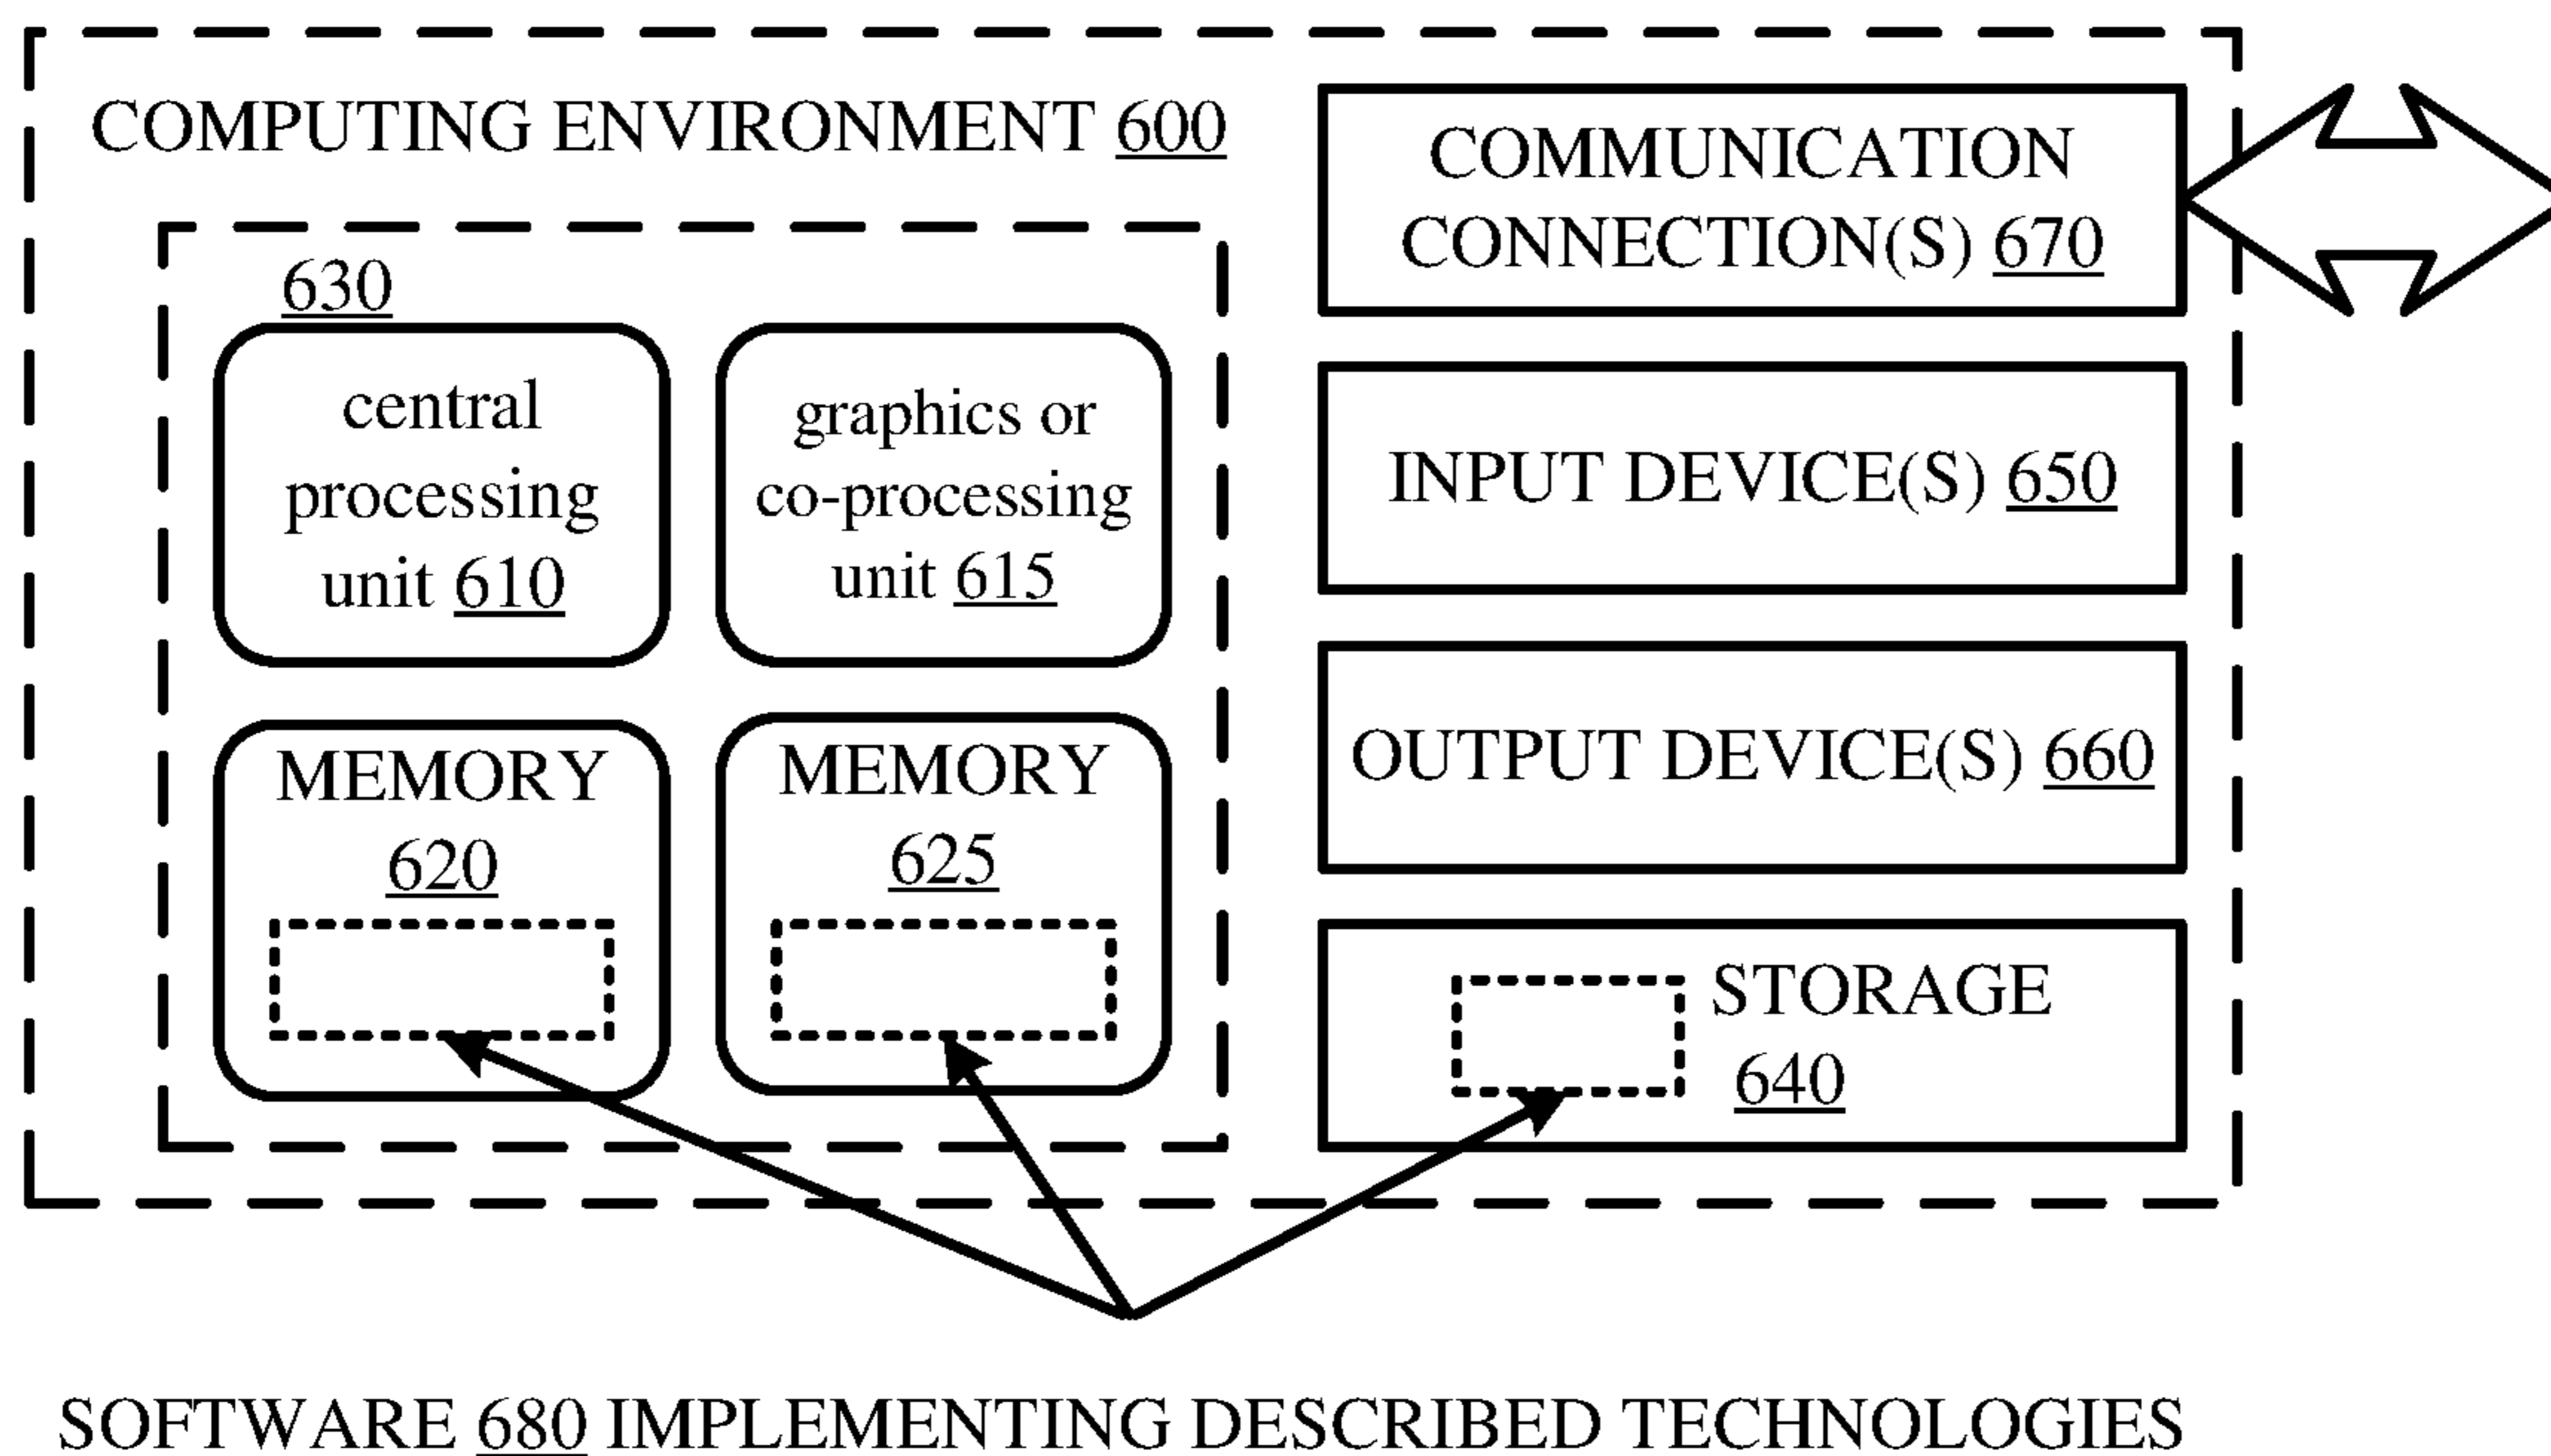 COMPUTING ENVIRONMENT 600
630
central
processing
unit 610
graphics or
co-processing
unit 615
MEMORY
620
MEMORY
625
COMMUNICATION
CONNECTION(S) 670
INPUT DEVICE(S) 650
OUTPUT DEVICE(S) 660
STORAGE
640
SOFTWARE 680 IMPLEMENTING DESCRIBED TECHNOLOGIES